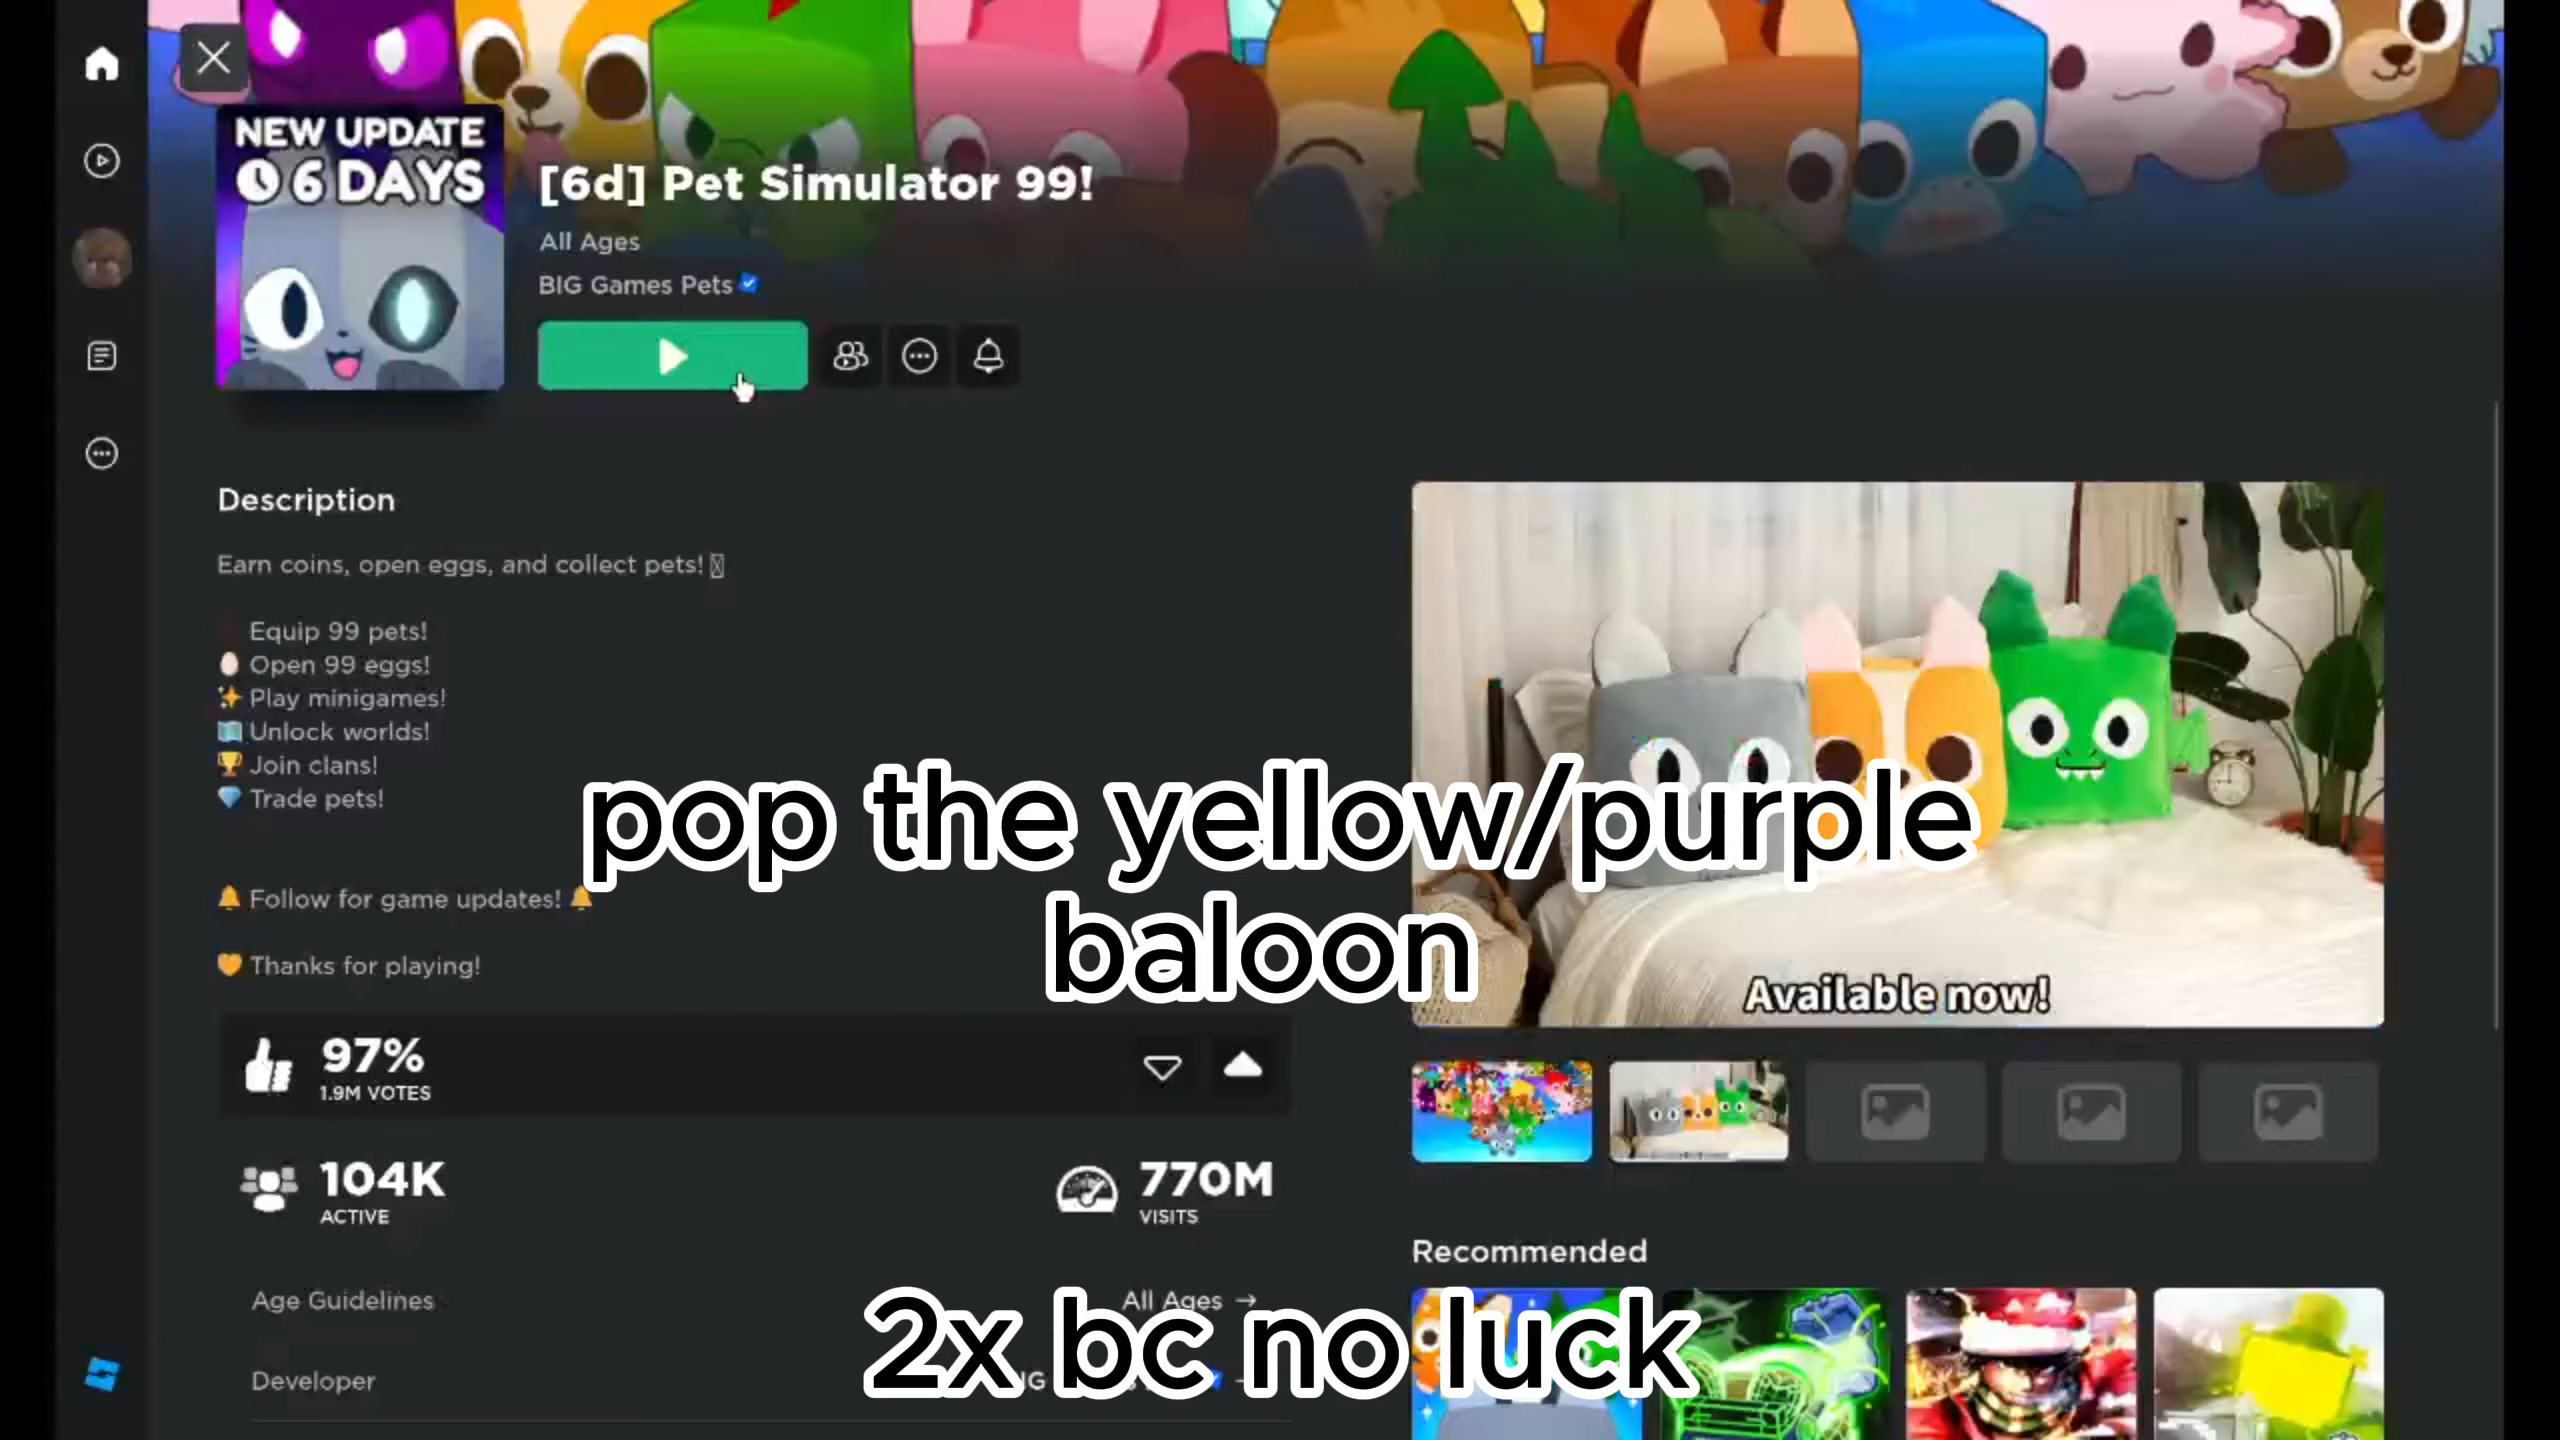 NEW UPDATE
6 DAYS
[6d] Pet Simulator 99!
All Ages
BIG Games Pets
Description
Earn coins, open eggs, and collect pets!
Equip 99 pets!
Open 99 eggs!
Play minigames!
Unlock worlds!
Join clans!
Trade pets!
Follow for game updates!
Thanks for playing!
pop the yellow/purple
baloon
Available now!
97%
1.9M VOTES
104K
ACTIVE
770M
VISITS
Recommended
Age Guidelines
All Ages →
Developer
2x bc no luck